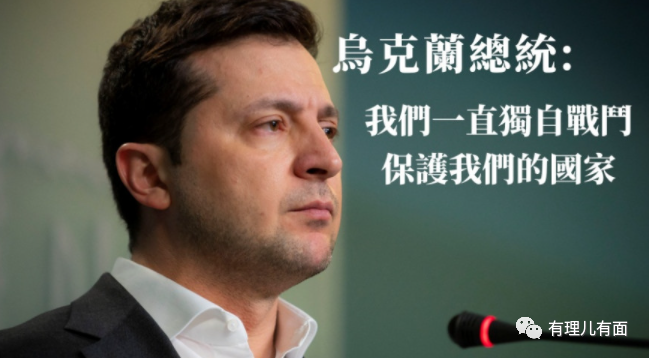 烏克蘭總統:
我們一直獨自戰鬥
保護我們的國家
有理儿有面